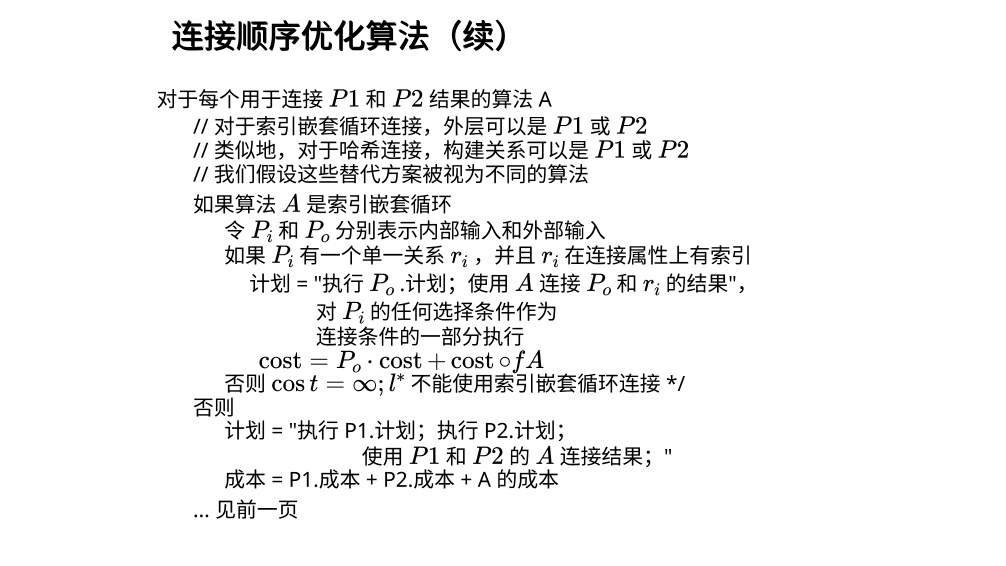 连接顺序优化算法（续）
对于每个用于连接 P1 和 P2 结果的算法 A
// 对于索引嵌套循环连接，外层可以是 P1 或 P2
// 类似地，对于哈希连接，构建关系可以是 P1 或 P2
// 我们假设这些替代方案被视为不同的算法
如果算法 A 是索引嵌套循环
令 P_i 和 P_o 分别表示内部输入和外部输入
如果 P_i 有一个单一关系 r_i ，并且 r_i 在连接属性上有索引
计划 = "执行 P_o .计划；使用 A 连接 P_o 和 r_i 的结果"，
对 P_i 的任何选择条件作为
连接条件的一部分执行
cost = P_o · cost + cost ∘ f A
否则 cos t = ∞; l* 不能使用索引嵌套循环连接 */
否则
计划 = "执行 P1.计划；执行 P2.计划；
使用 P1 和 P2 的 A 连接结果；"
成本 = P1.成本 + P2.成本 + A 的成本
... 见前一页